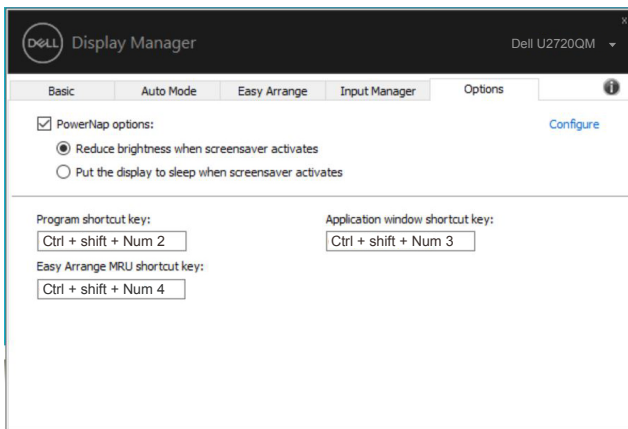 DELL Display Manager
x
Dell U2720QM
Basic Auto Mode Easy Arrange Input Manager Options
PowerNap options: Configure
Reduce brightness when screensaver activates
Put the display to sleep when screensaver activates
Program shortcut key: Application window shortcut key:
Ctrl + shift + Num 2 Ctrl + shift + Num 3
Easy Arrange MRU shortcut key:
Ctrl + shift + Num 4